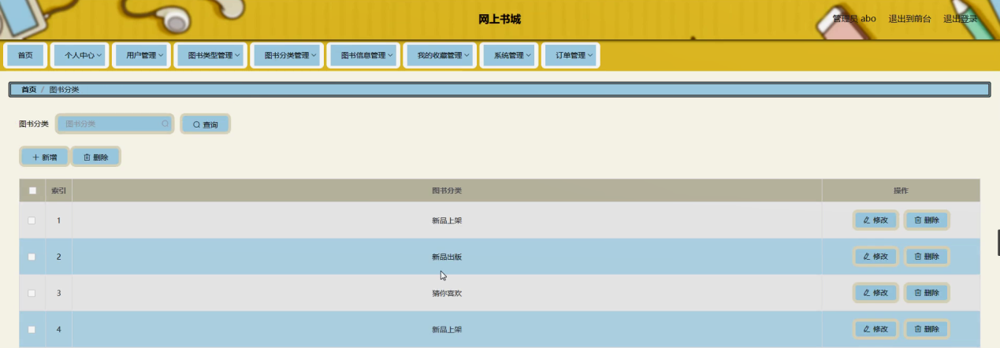 网上书城
管理员 abo 退出到前台 退出登录
首页 个人中心 用户管理 图书类型管理 图书分类管理 图书信息管理 我的收藏管理 系统管理 订单管理
首页 / 图书分类
图书分类 图书分类 查询
新增 删除
索引 图书分类 操作
1 新品上架 修改 删除
2 新品出版 修改 删除
3 猜你喜欢 修改 删除
4 新品上架 修改 删除